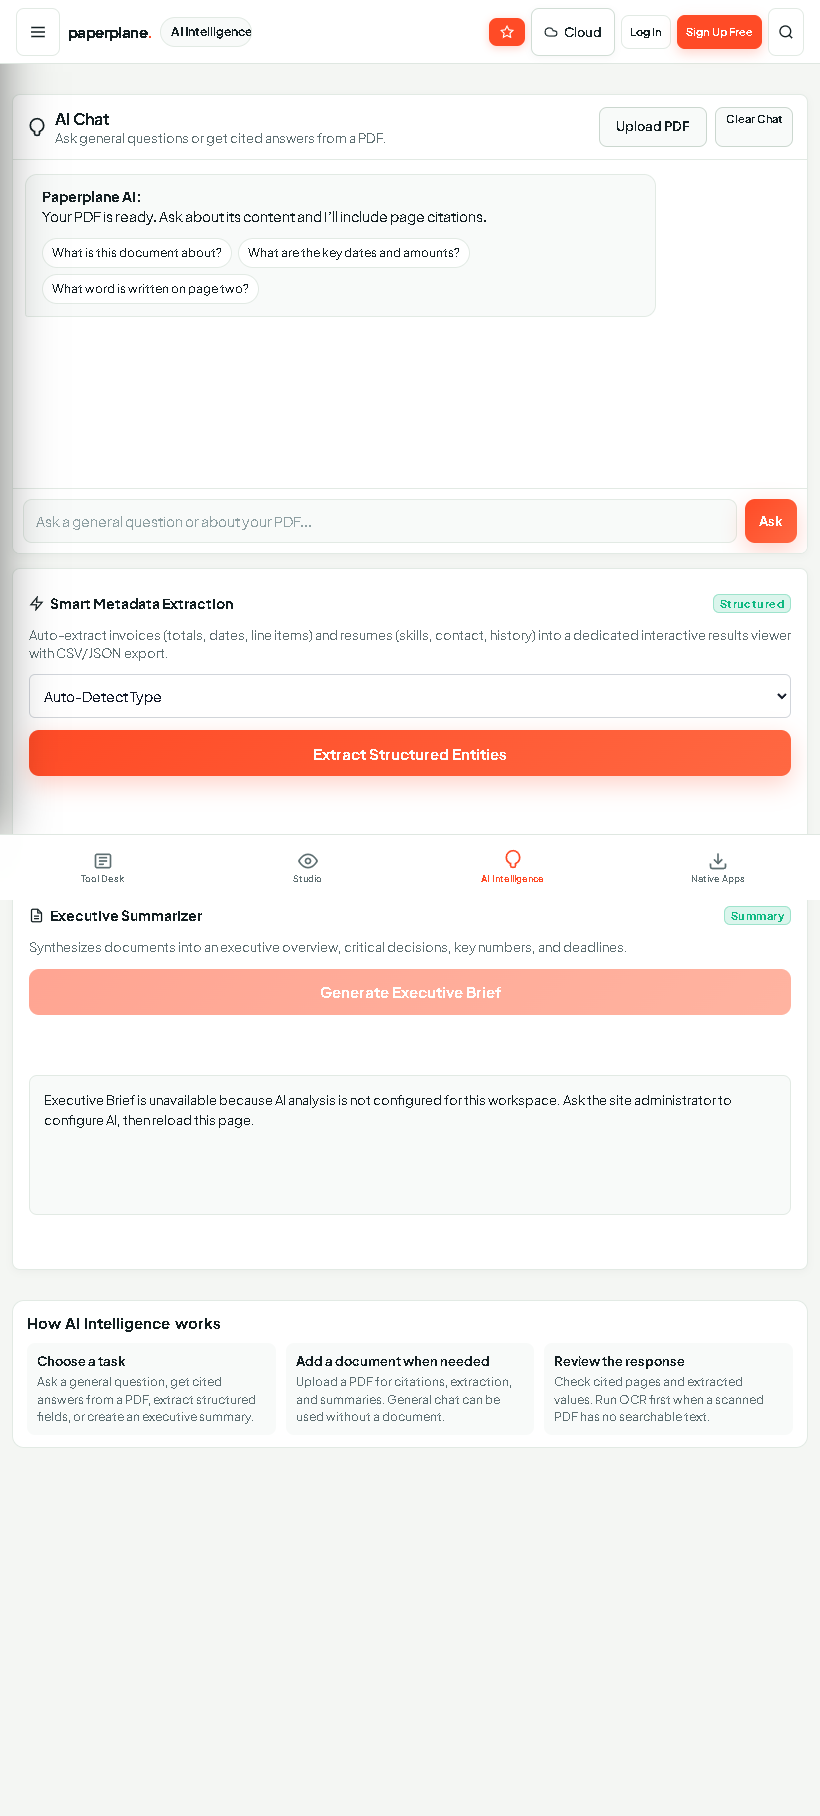 paperplane.
AI Intelligence
Cloud
Log In
Sign Up Free
AI Chat
Ask general questions or get cited answers from a PDF.
Upload PDF
Clear Chat
Paperplane AI:
Your PDF is ready. Ask about its content and I'll include page citations.
What is this document about?
What are the key dates and amounts?
What word is written on page two?
Ask a general question or about your PDF...
Ask
Smart Metadata Extraction
Structured
Auto-extract invoices (totals, dates, line items) and resumes (skills, contact, history) into a dedicated interactive results viewer
with CSV/JSON export.
Auto-Detect Type
Extract Structured Entities
Tool Desk
Studio
AI Intelligence
Native Apps
Executive Summarizer
Summary
Synthesizes documents into an executive overview, critical decisions, key numbers, and deadlines.
Generate Executive Brief
Executive Brief is unavailable because AI analysis is not configured for this workspace. Ask the site administrator to
configure AI, then reload this page.
How AI Intelligence works
Choose a task
Ask a general question, get cited
answers from a PDF, extract structured
fields, or create an executive summary.
Add a document when needed
Upload a PDF for citations, extraction,
and summaries. General chat can be
used without a document.
Review the response
Check cited pages and extracted
values. Run OCR first when a scanned
PDF has no searchable text.